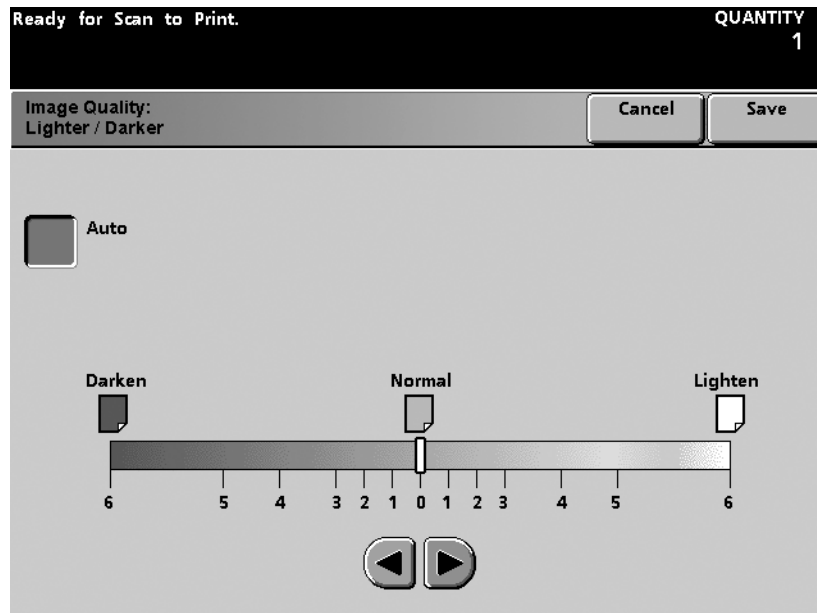 Ready for Scan to Print.
QUANTITY
1
Image Quality:
Lighter / Darker
Cancel
Save
Auto
Darken
Normal
Lighten
6 5 4 3 2 1 0 1 2 3 4 5 6